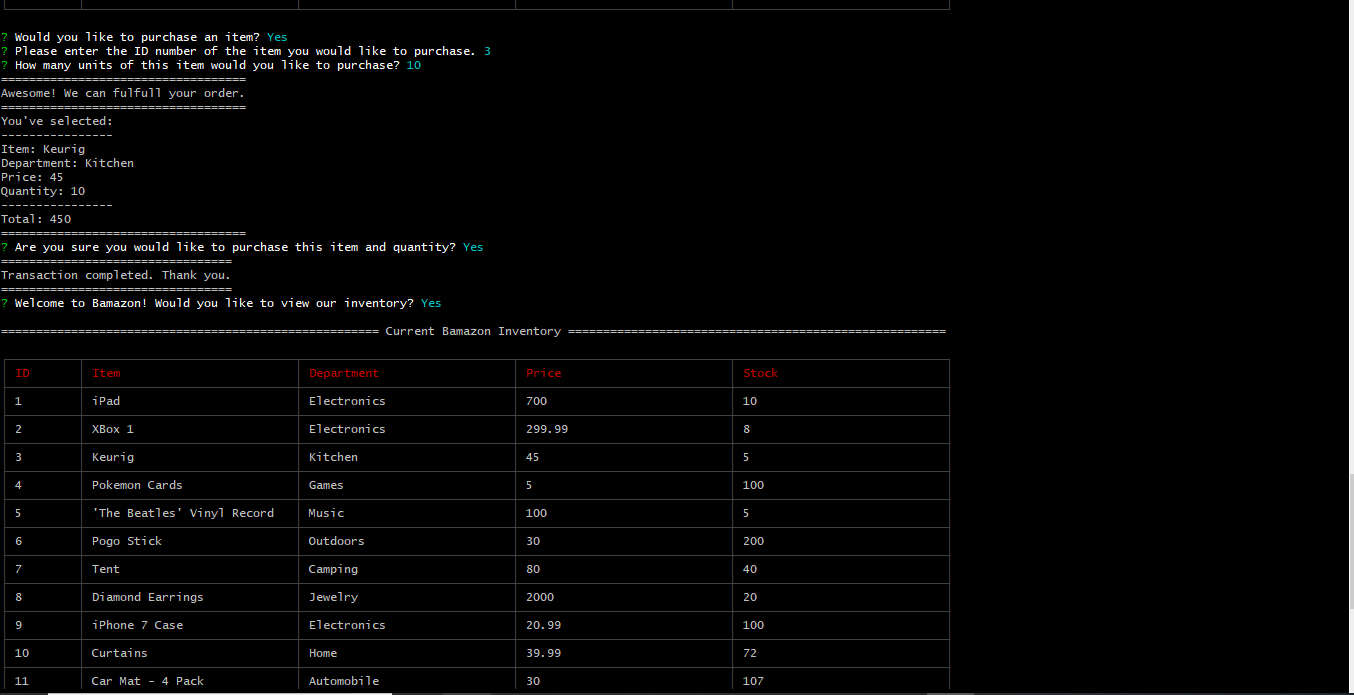 ? Would you like to purchase an item? Yes
? Please enter the ID number of the item you would like to purchase. 3
? How many units of this item would you like to purchase? 10
===================================
Awesome! We can fulfull your order.
===================================
You've selected:
----------------
Item: Keurig
Department: Kitchen
Price: 45
Quantity: 10
----------------
Total: 450
===================================
? Are you sure you would like to purchase this item and quantity? Yes
=================================
Transaction completed. Thank you.
=================================
? Welcome to Bamazon! Would you like to view our inventory? Yes
====================================================== Current Bamazon Inventory ======================================================
ID Item Department Price Stock
1 iPad Electronics 700 10
2 XBox 1 Electronics 299.99 8
3 Keurig Kitchen 45 5
4 Pokemon Cards Games 5 100
5 'The Beatles' Vinyl Record Music 100 5
6 Pogo Stick Outdoors 30 200
7 Tent Camping 80 40
8 Diamond Earrings Jewelry 2000 20
9 iPhone 7 Case Electronics 20.99 100
10 Curtains Home 39.99 72
11 Car Mat - 4 Pack Automobile 30 107